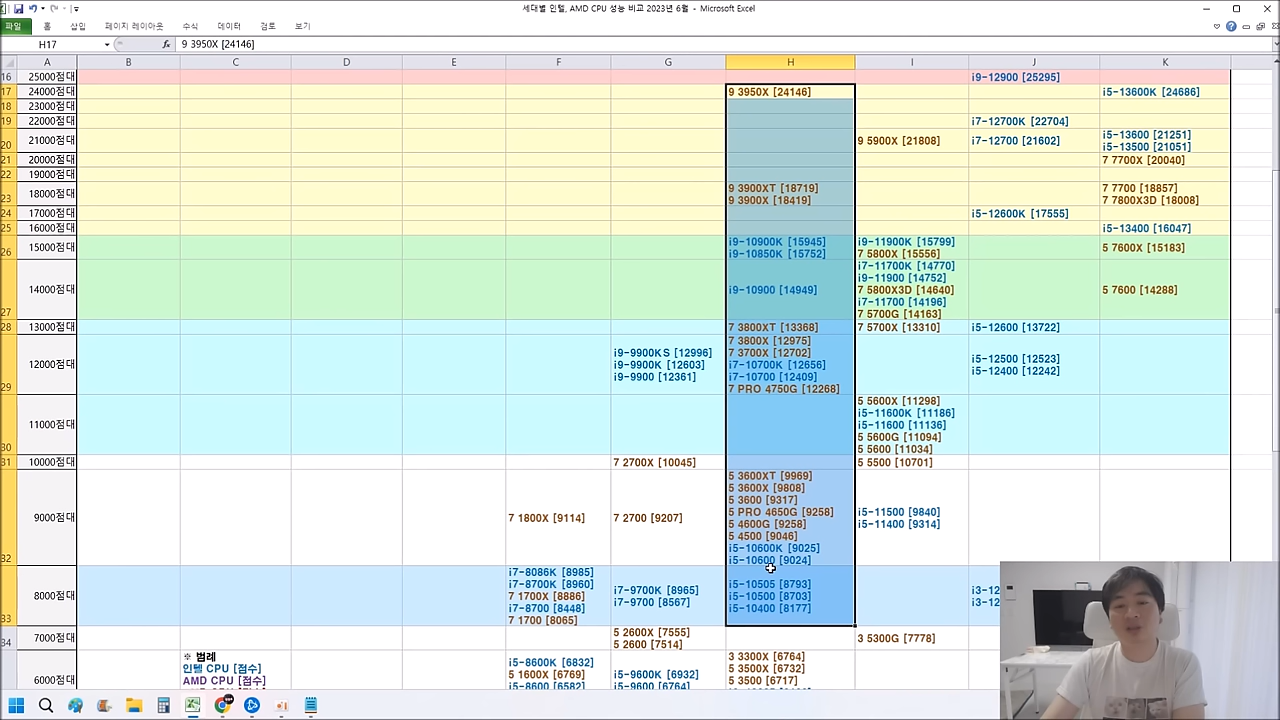 세대별 인텔, AMD CPU 성능 비교 2023년 6월 - Microsoft Excel
파일 홈 삽입 페이지 레이아웃 수식 데이터 검토 보기
H17 fx 9 3950X [24146]
A B C D E F G H I J K
16 25000점대 i9-12900 [25295]
17 24000점대 9 3950X [24146] i5-13600K [24686]
18 23000점대
19 22000점대 i7-12700K [22704]
20 21000점대 9 5900X [21808] i7-12700 [21602] i5-13600 [21251]
i5-13500 [21051]
21 20000점대 7 7700X [20040]
22 19000점대
23 18000점대 9 3900XT [18719] 7 7700 [18857]
9 3900X [18419] 7 7800X3D [18008]
24 17000점대 i5-12600K [17555]
25 16000점대 i5-13400 [16047]
26 15000점대 i9-10900K [15945] i9-11900K [15799] 5 7600X [15183]
i9-10850K [15752] 7 5800X [15556]
27 14000점대 i9-10900 [14949] i7-11700K [14770] 5 7600 [14288]
i9-11900 [14752]
7 5800X3D [14640]
i7-11700 [14196]
7 5700G [14163]
28 13000점대 7 3800XT [13368] 7 5700X [13310] i5-12600 [13722]
29 12000점대 i9-9900KS [12996] 7 3800X [12975] i5-12500 [12523]
i9-9900K [12603] 7 3700X [12702] i5-12400 [12242]
i9-9900 [12361] i7-10700K [12656]
i7-10700 [12409]
7 PRO 4750G [12268]
30 11000점대 5 5600X [11298]
i5-11600K [11186]
i5-11600 [11136]
5 5600G [11094]
5 5600 [11034]
31 10000점대 7 2700X [10045] 5 5500 [10701]
32 9000점대 7 1800X [9114] 7 2700 [9207] 5 3600XT [9969] i5-11500 [9840]
5 3600X [9808] i5-11400 [9314]
5 3600 [9317]
5 PRO 4650G [9258]
5 4600G [9258]
5 4500 [9046]
i5-10600K [9025]
i5-10600 [9024]
33 8000점대 i7-8086K [8985] i7-9700K [8965] i5-10505 [8793] i3-12
i7-8700K [8960] i7-9700 [8567] i5-10500 [8703] i3-12
7 1700X [8886] i5-10400 [8177]
i7-8700 [8448]
7 1700 [8065]
34 7000점대 5 2600X [7555] 3 5300G [7778]
5 2600 [7514]
6000점대 ※ 범례 i5-8600K [6832] i5-9600K [6932] 3 3300X [6764]
인텔 CPU [점수] 5 1600X [6769] i5-9600 [6764] 5 3500X [6732]
AMD CPU [점수] i5-8600 [6582] 5 3500 [6717]